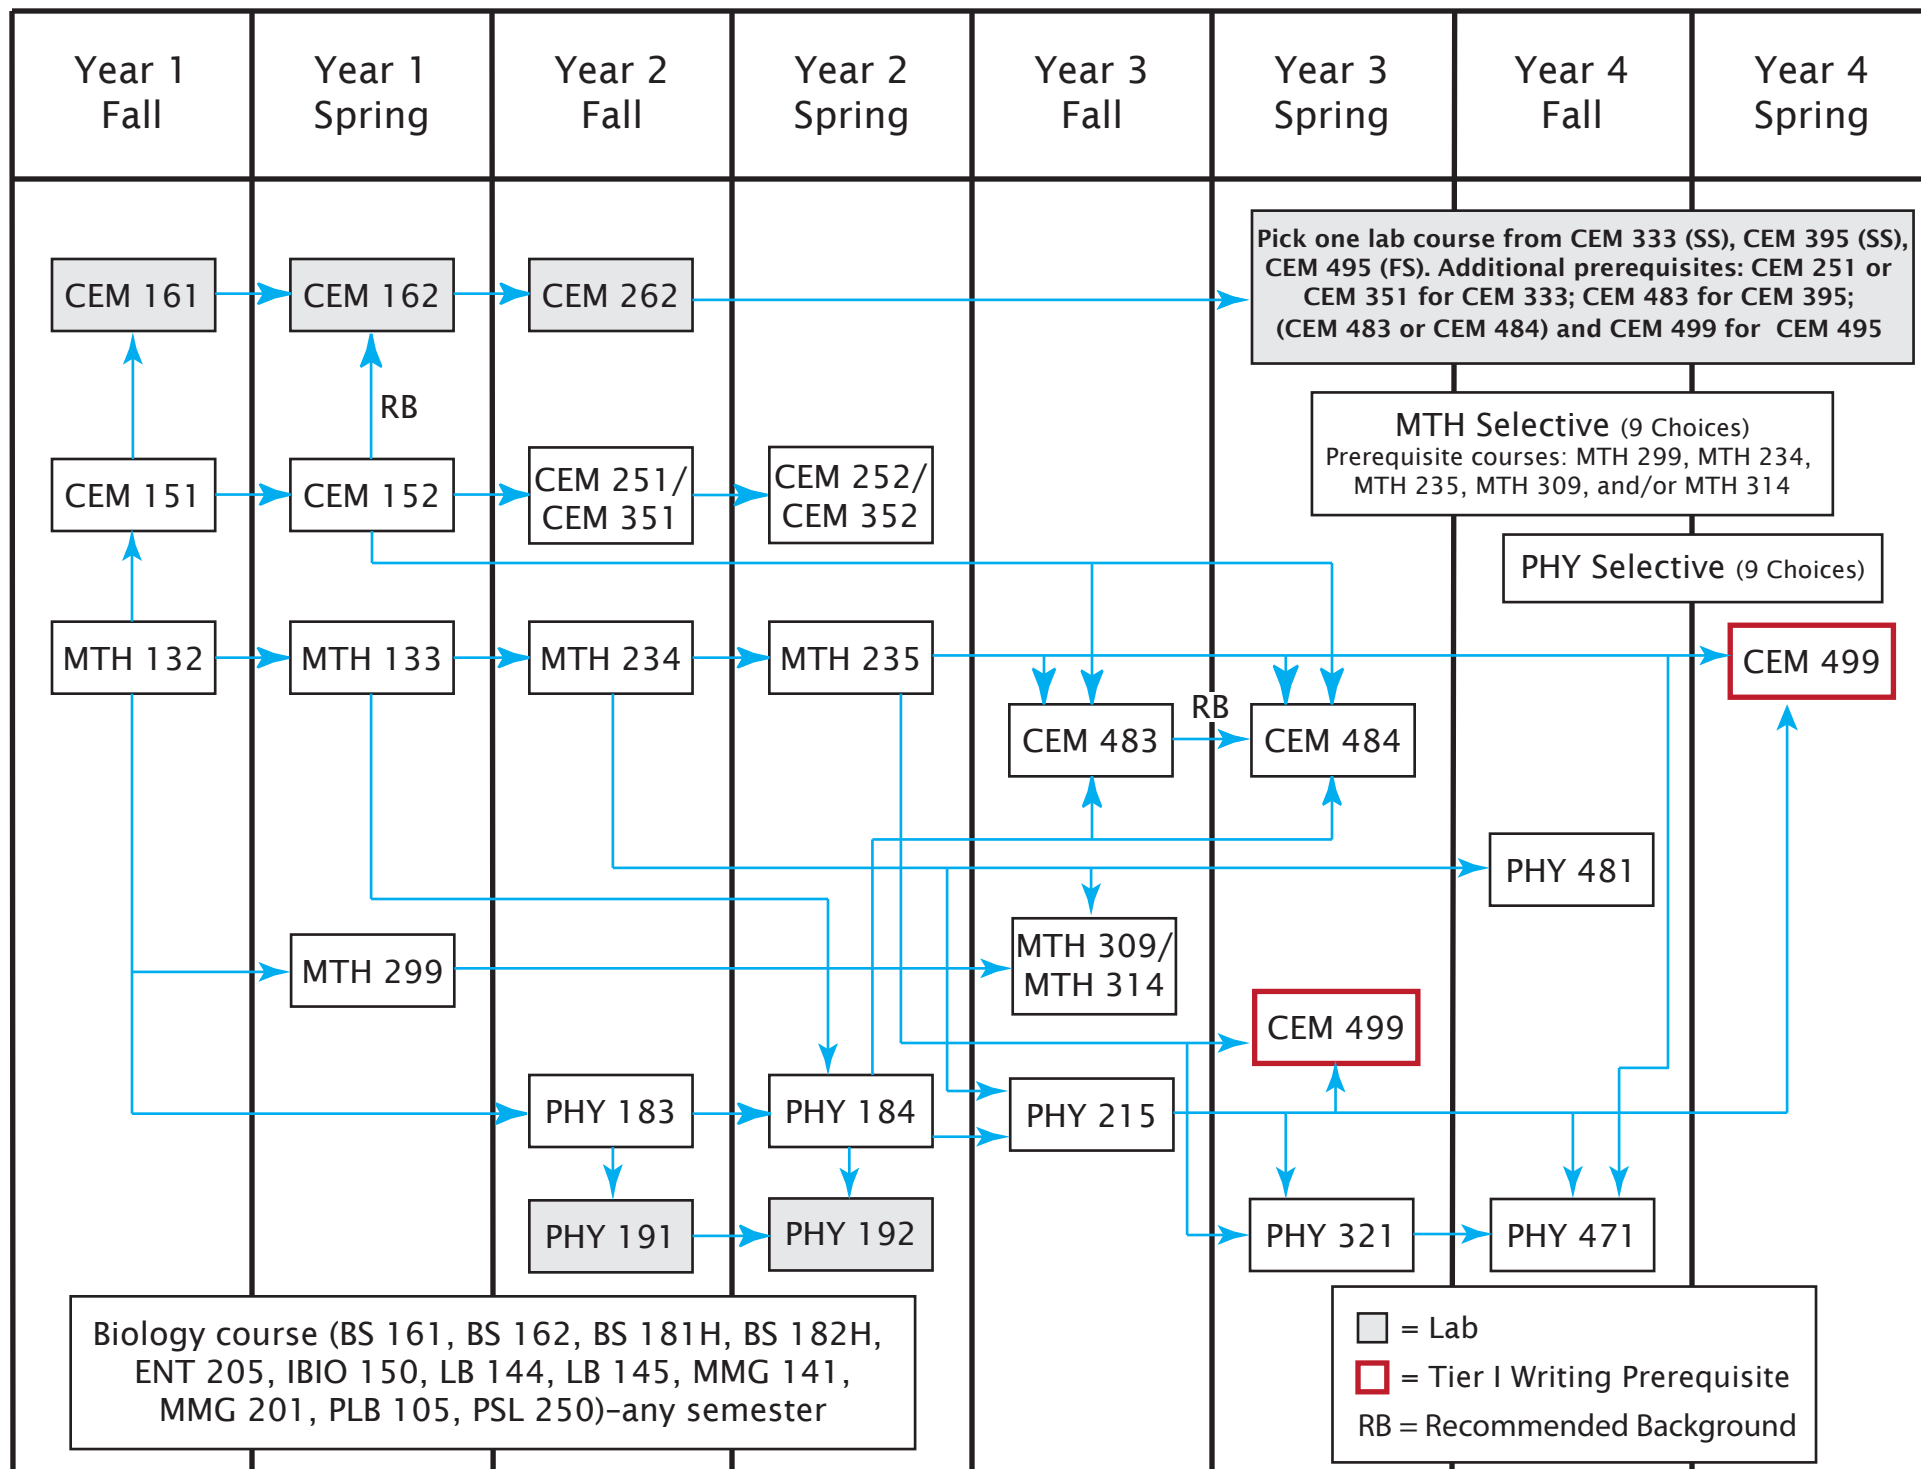 Year 1
Fall
Year 1
Spring
Year 2
Fall
Year 2
Spring
Year 3
Fall
Year 3
Spring
Year 4
Fall
Year 4
Spring
Pick one lab course from CEM 333 (SS), CEM 395 (SS),
CEM 495 (FS). Additional prerequisites: CEM 251 or
CEM 351 for CEM 333; CEM 483 for CEM 395;
(CEM 483 or CEM 484) and CEM 499 for CEM 495
CEM 161
CEM 162
CEM 262
RB
MTH Selective (9 Choices)
Prerequisite courses: MTH 299, MTH 234,
MTH 235, MTH 309, and/or MTH 314
CEM 151
CEM 152
CEM 251/
CEM 351
CEM 252/
CEM 352
PHY Selective (9 Choices)
MTH 132
MTH 133
MTH 234
MTH 235
CEM 499
RB
CEM 483
CEM 484
PHY 481
MTH 299
MTH 309/
MTH 314
CEM 499
PHY 183
PHY 184
PHY 215
PHY 191
PHY 192
PHY 321
PHY 471
Biology course (BS 161, BS 162, BS 181H, BS 182H,
ENT 205, IBIO 150, LB 144, LB 145, MMG 141,
MMG 201, PLB 105, PSL 250)–any semester
= Lab
= Tier I Writing Prerequisite
RB = Recommended Background